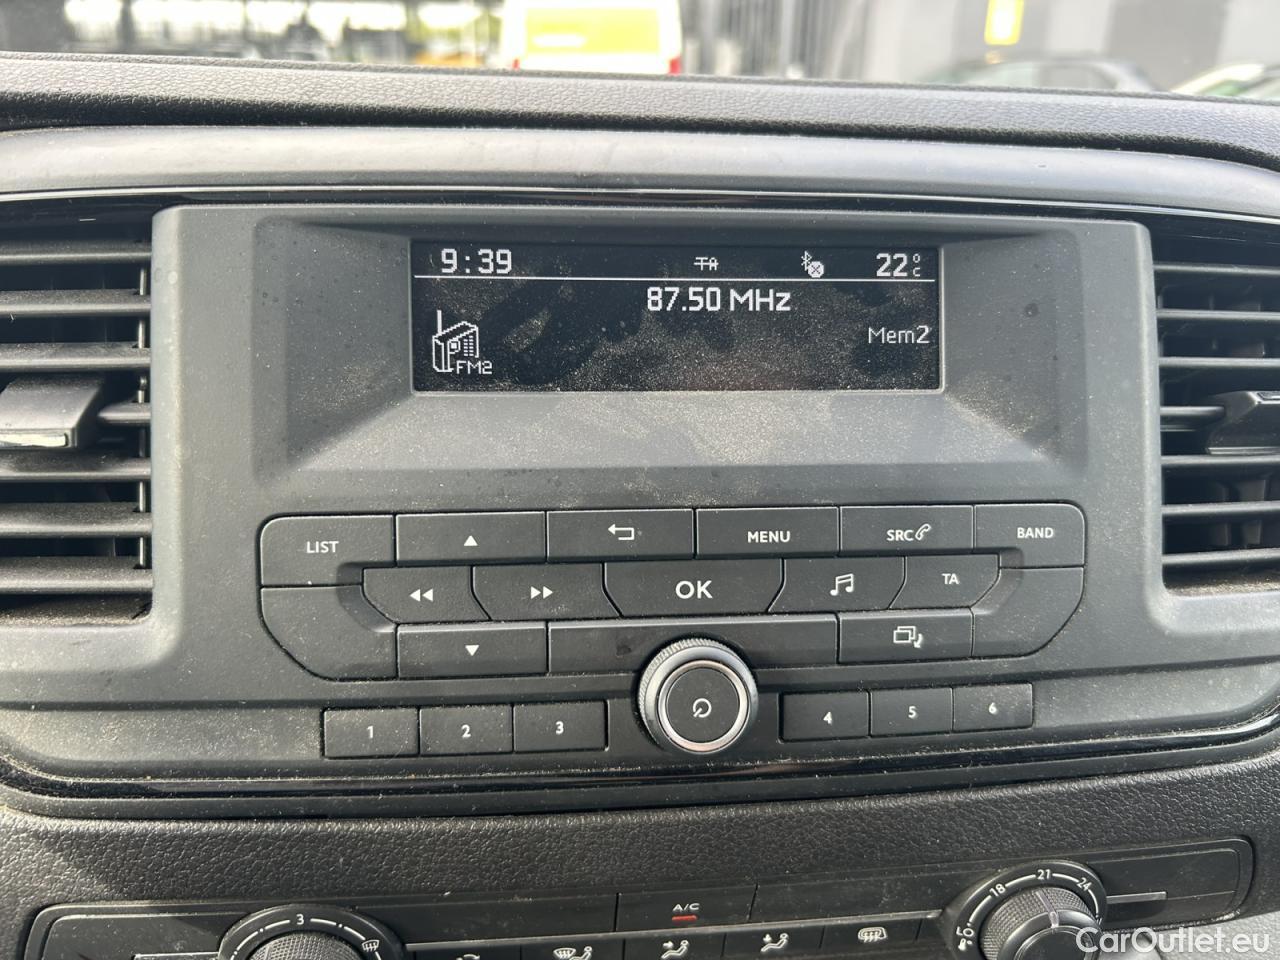 9:39 TA 22°C
87.50 MHz
Mem2
FM2
LIST MENU SRC BAND
OK TA
1 2 3 4 5 6
3 A/C LO 18 21 24
CarOutlet.eu